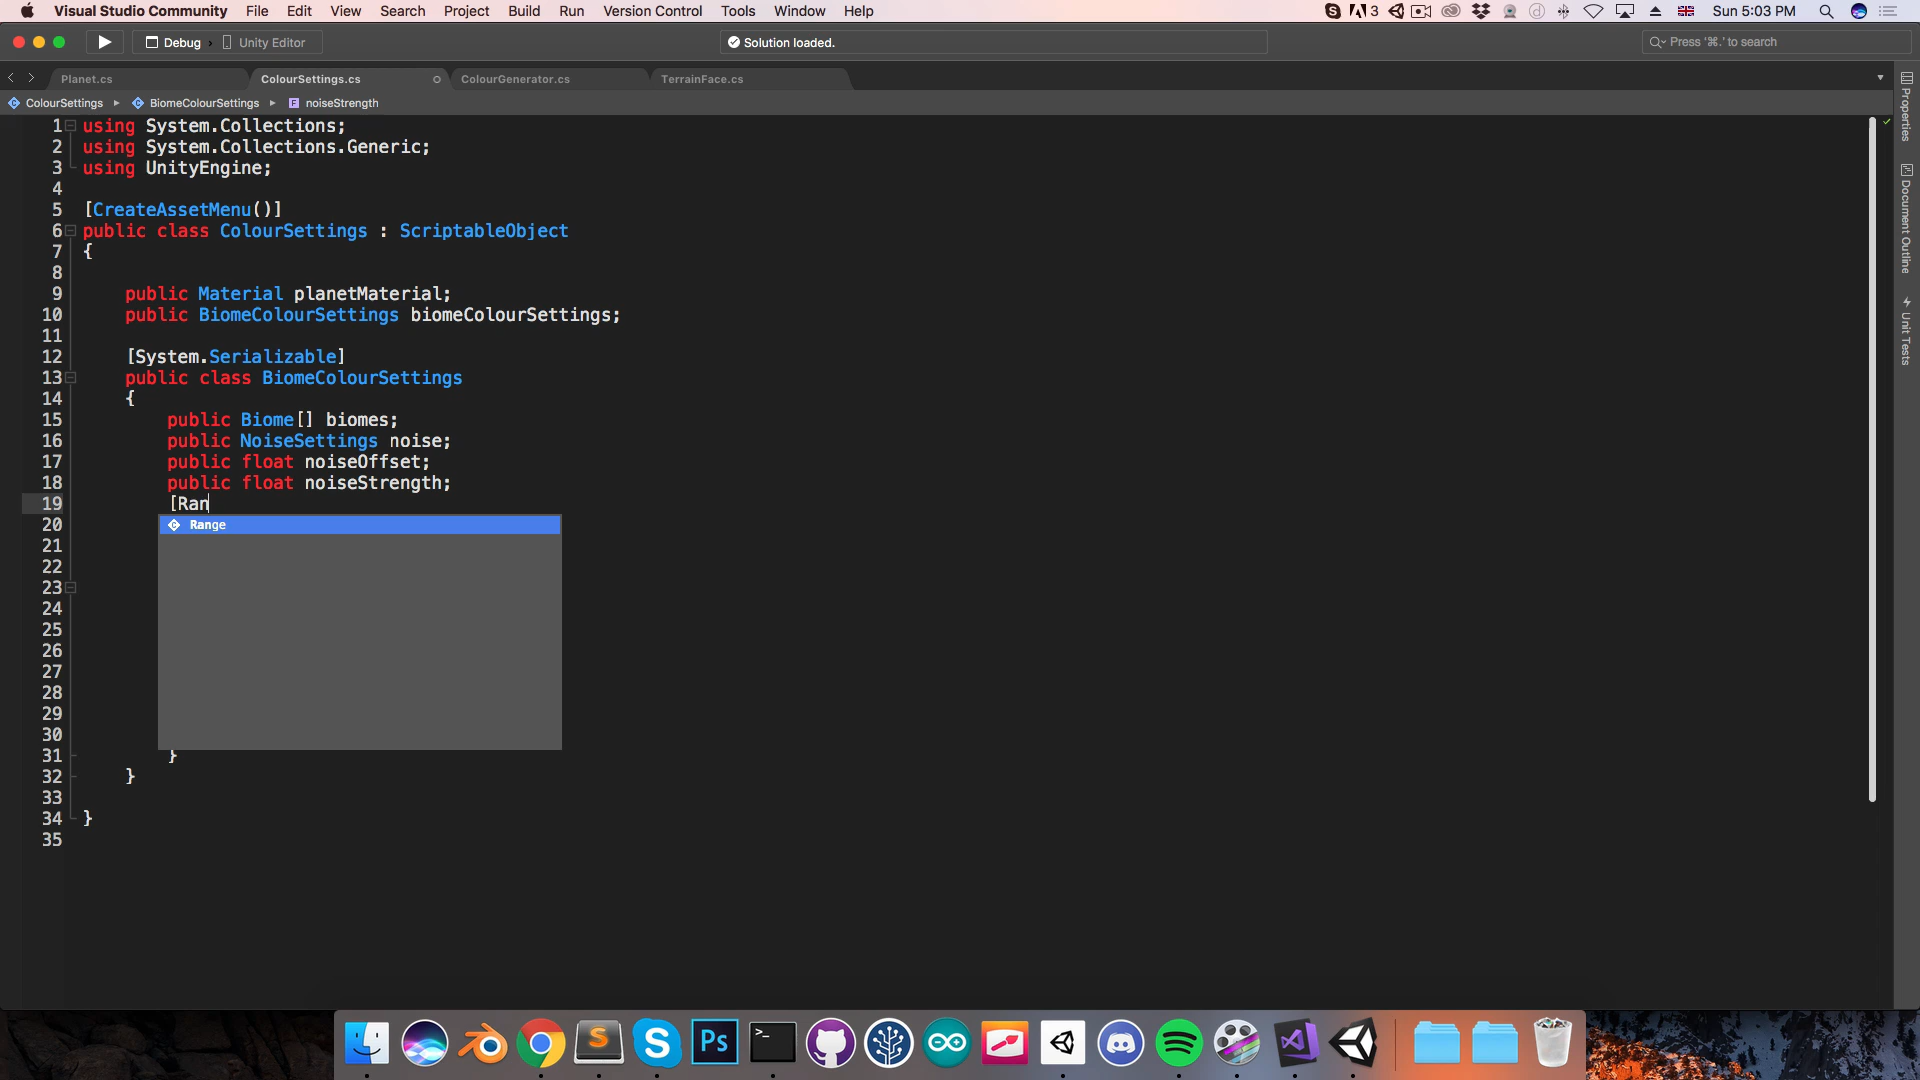 Visual Studio Community File Edit View Search Project Build Run Version Control Tools Window Help 3 Sun 5:03 PM
Debug Unity Editor Solution loaded. Press '⌘.' to search
Planet.cs ColourSettings.cs ColourGenerator.cs TerrainFace.cs
ColourSettings BiomeColourSettings noiseStrength
1 using System.Collections;
2 using System.Collections.Generic;
3 using UnityEngine;
4
5 [CreateAssetMenu()]
6 public class ColourSettings : ScriptableObject
7 {
8
9 public Material planetMaterial;
10 public BiomeColourSettings biomeColourSettings;
11
12 [System.Serializable]
13 public class BiomeColourSettings
14 {
15 public Biome[] biomes;
16 public NoiseSettings noise;
17 public float noiseOffset;
18 public float noiseStrength;
19 [Ran
20 Range
21
22
23
24
25
26
27
28
29
30
31 }
32 }
33
34 }
35
Properties
Document Outline
Unit Tests
S
S
Ps
>_